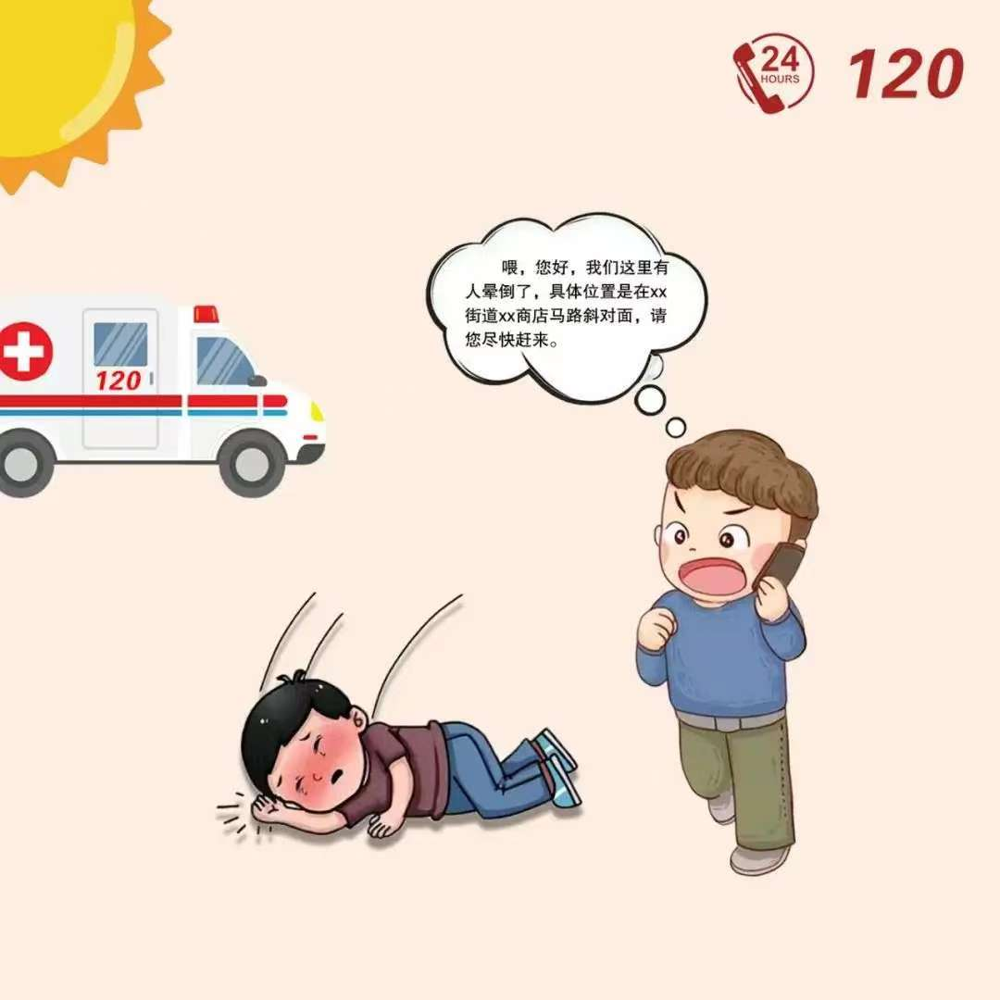 24
HOURS
120
喂，您好，我们这里有
人晕倒了，具体位置是在xx
街道xx商店马路斜对面，请
您尽快赶来。
120